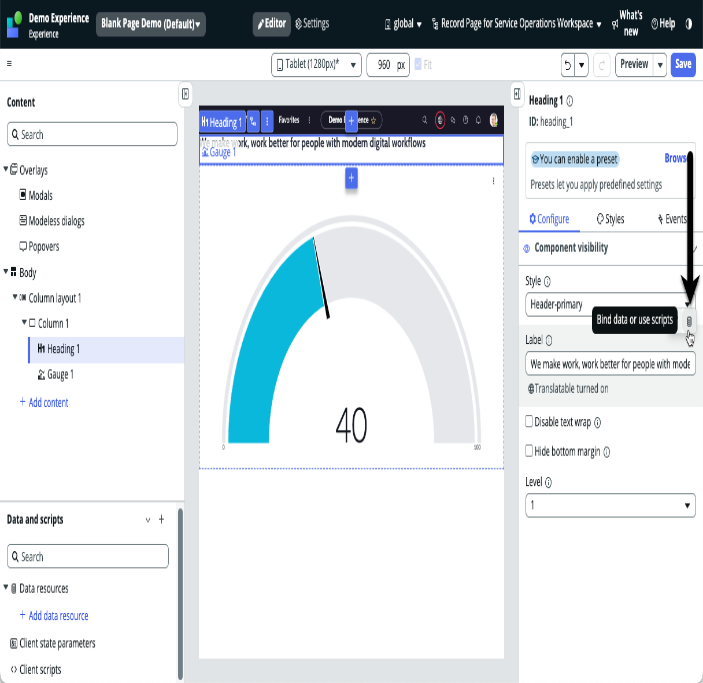 Demo Experience
Experience
Blank Page Demo (Default)
Editor
Settings
global
Record Page for Service Operations Workspace
What's new
Help
Tablet (1280px)*
960 px
Fit
Preview
Save
Content
Search
Overlays
Modals
Modeless dialogs
Popovers
Body
Column layout 1
Column 1
H1 Heading 1
Gauge 1
+ Add content
Data and scripts
Search
Data resources
+ Add data resource
Client state parameters
Client scripts
H1 Heading 1
Favorites
We make work, work better for people with modern digital workflows
Gauge 1
40
0
100
Heading 1
ID: heading_1
You can enable a preset
Brows
Presets let you apply predefined settings
Configure
Styles
Events
Component visibility
Style
Header-primary
Bind data or use scripts
Label
We make work, work better for people with mode
Translatable turned on
Disable text wrap
Hide bottom margin
Level
1